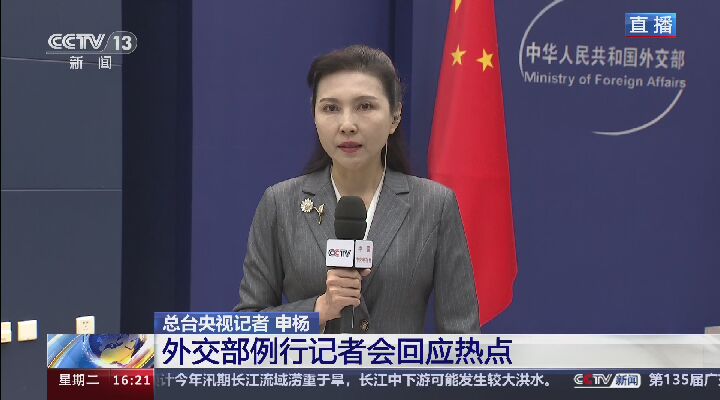 CCTV 13
新闻
直播
中华人民共和国外交部
Ministry of Foreign Affairs
CCTV
总台央视记者 申杨
外交部例行记者会回应热点
星期二 16:21 计今年汛期长江流域涝重于旱，长江中下游可能发生较大洪水。 CCTV 新闻 第135届广